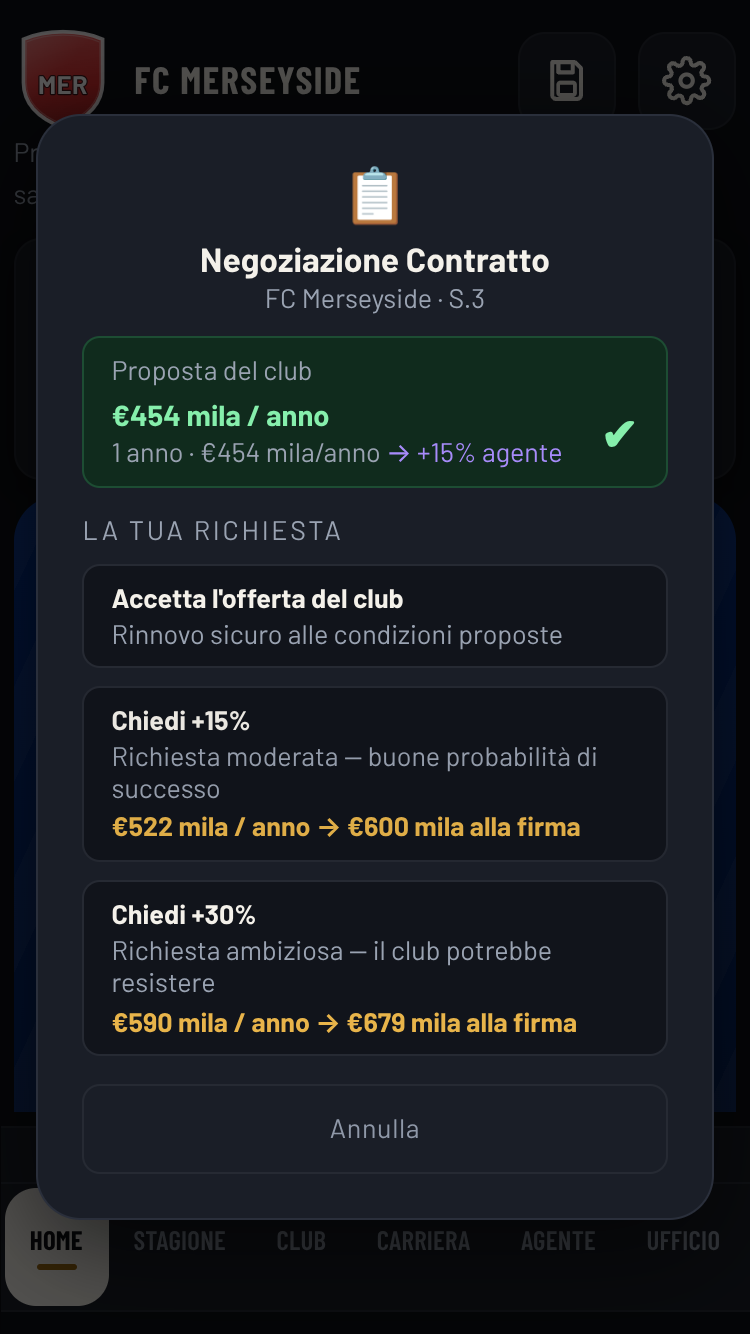 MER
FC MERSEYSIDE
Pr
sa
Negoziazione Contratto
FC Merseyside · S.3
Proposta del club
€454 mila / anno
1 anno · €454 mila/anno → +15% agente
✔
LA TUA RICHIESTA
Accetta l'offerta del club
Rinnovo sicuro alle condizioni proposte
Chiedi +15%
Richiesta moderata — buone probabilità di
successo
€522 mila / anno → €600 mila alla firma
Chiedi +30%
Richiesta ambiziosa — il club potrebbe
resistere
€590 mila / anno → €679 mila alla firma
Annulla
HOME STAGIONE CLUB CARRIERA AGENTE UFFICIO